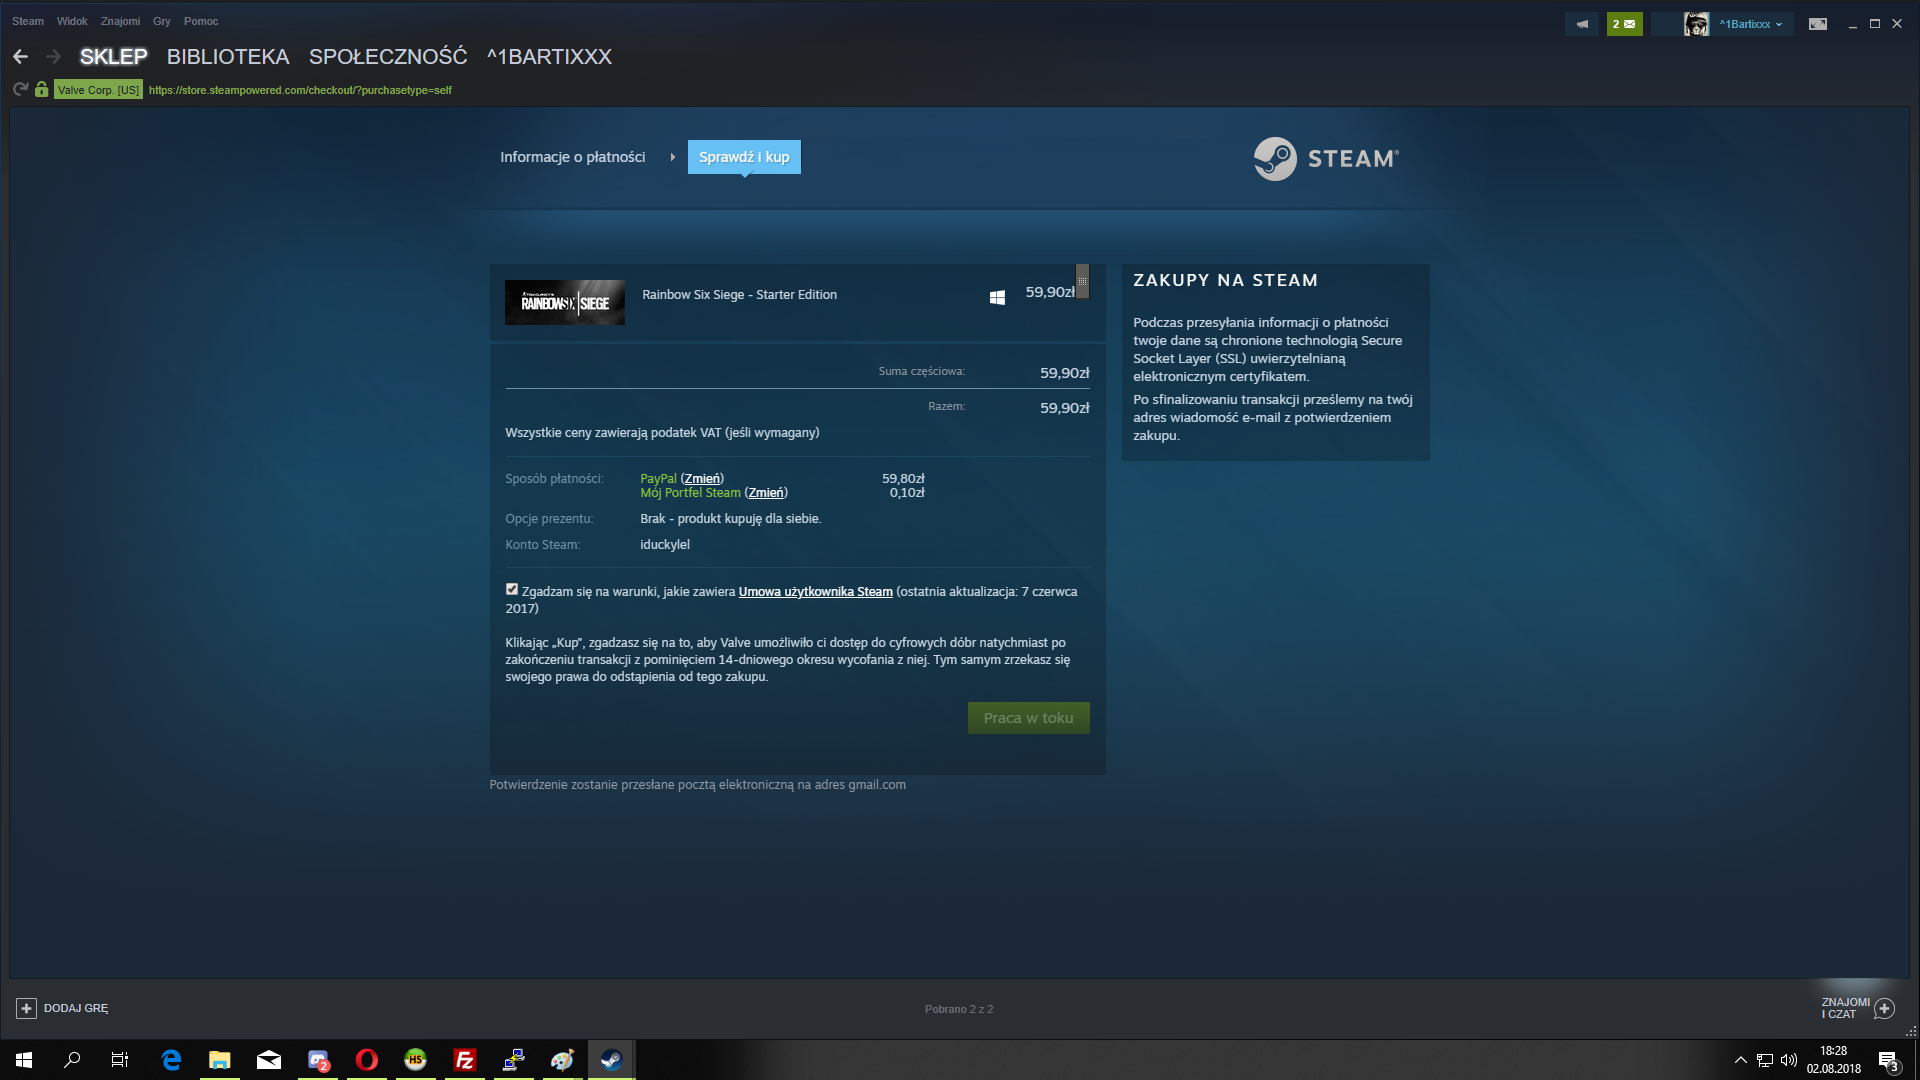 Steam Widok Znajomi Gry Pomoc
2 ^1Bartixxx
SKLEP BIBLIOTEKA SPOŁECZNOŚĆ ^1BARTIXXX
Valve Corp. [US] https://store.steampowered.com/checkout/?purchasetype=self
Informacje o płatności Sprawdź i kup
STEAM®
RAINBOWSIX|SIEGE
Rainbow Six Siege - Starter Edition 59,90zł
Suma częściowa: 59,90zł
Razem: 59,90zł
Wszystkie ceny zawierają podatek VAT (jeśli wymagany)
Sposób płatności: PayPal (Zmień) 59,80zł
Mój Portfel Steam (Zmień) 0,10zł
Opcje prezentu: Brak - produkt kupuję dla siebie.
Konto Steam: iduckylel
Zgadzam się na warunki, jakie zawiera Umowa użytkownika Steam (ostatnia aktualizacja: 7 czerwca
2017)
Klikając „Kup”, zgadzasz się na to, aby Valve umożliwiło ci dostęp do cyfrowych dóbr natychmiast po
zakończeniu transakcji z pominięciem 14-dniowego okresu wycofania z niej. Tym samym zrzekasz się
swojego prawa do odstąpienia od tego zakupu.
Praca w toku
Potwierdzenie zostanie przesłane pocztą elektroniczną na adres gmail.com
ZAKUPY NA STEAM
Podczas przesyłania informacji o płatności
twoje dane są chronione technologią Secure
Socket Layer (SSL) uwierzytelnianą
elektronicznym certyfikatem.
Po sfinalizowaniu transakcji prześlemy na twój
adres wiadomość e-mail z potwierdzeniem
zakupu.
DODAJ GRĘ
Pobrano 2 z 2
ZNAJOMI
I CZAT
2
HS
FZ
18:28
02.08.2018
3